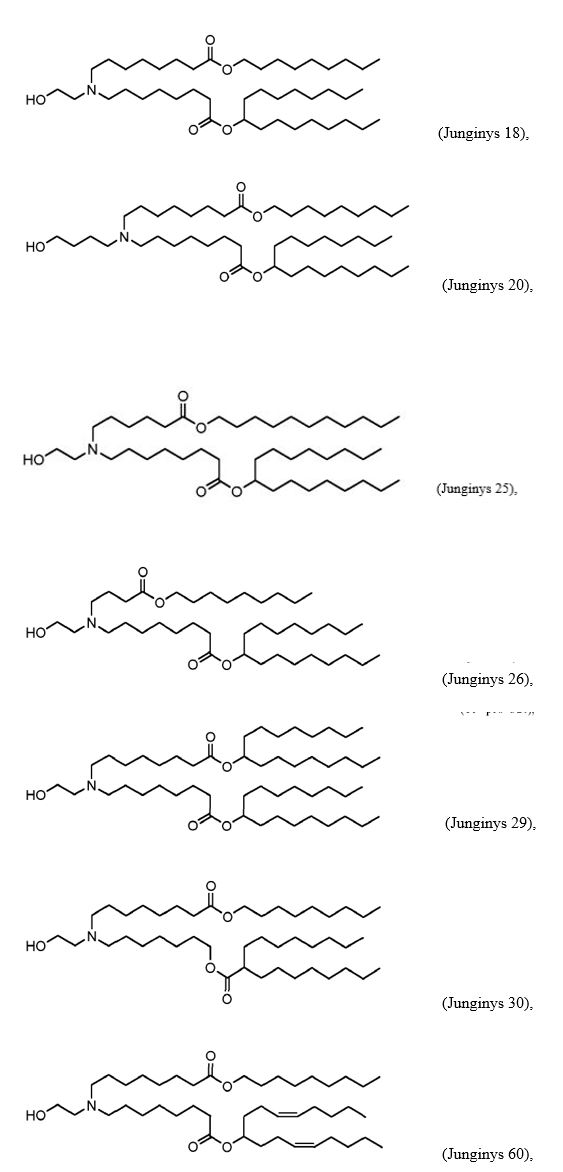 O
O
HO
N
O
O
(Junginys 18),
O
O
HO
N
O
O
(Junginys 20),
O
O
HO
N
O
O
(Junginys 25),
O
O
HO
N
O
O
(Junginys 26),
O
O
HO
N
O
O
(Junginys 29),
O
O
HO
N
O
O
(Junginys 30),
O
O
HO
N
O
O
(Junginys 60),